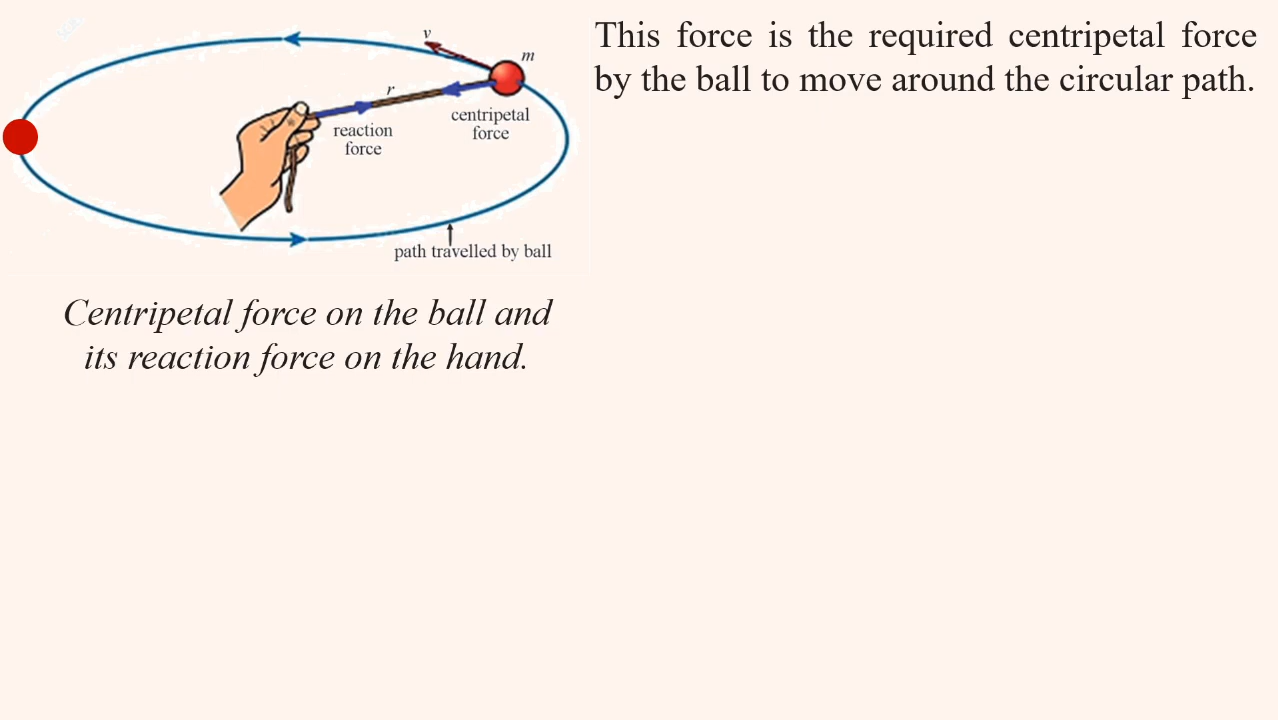 This force is the required centripetal force
by the ball to move around the circular path.
v
m
r
centripetal
force
reaction
force
path travelled by ball
Centripetal force on the ball and
its reaction force on the hand.